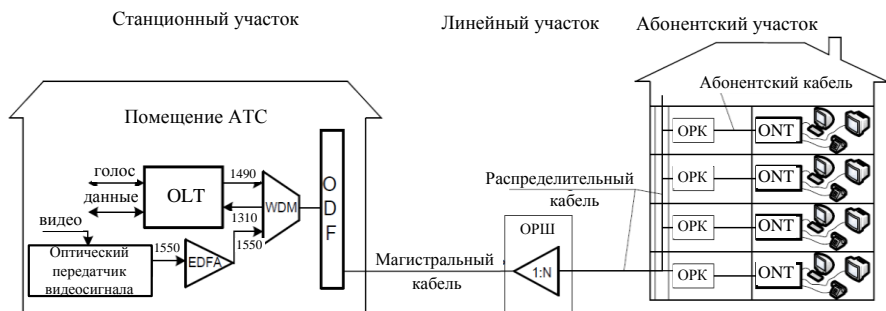 Станционный участок
Линейный участок
Абонентский участок
Помещение АТС
голос
данные
видео
OLT
1490
1310
1550
WDM
ODF
1550
Оптический
передатчик
видеосигнала
EDFA
Магистральный
кабель
ОРШ
1:N
Распределительный
кабель
Абонентский кабель
ОРК
ONT
ОРК
ONT
ОРК
ONT
ОРК
ONT